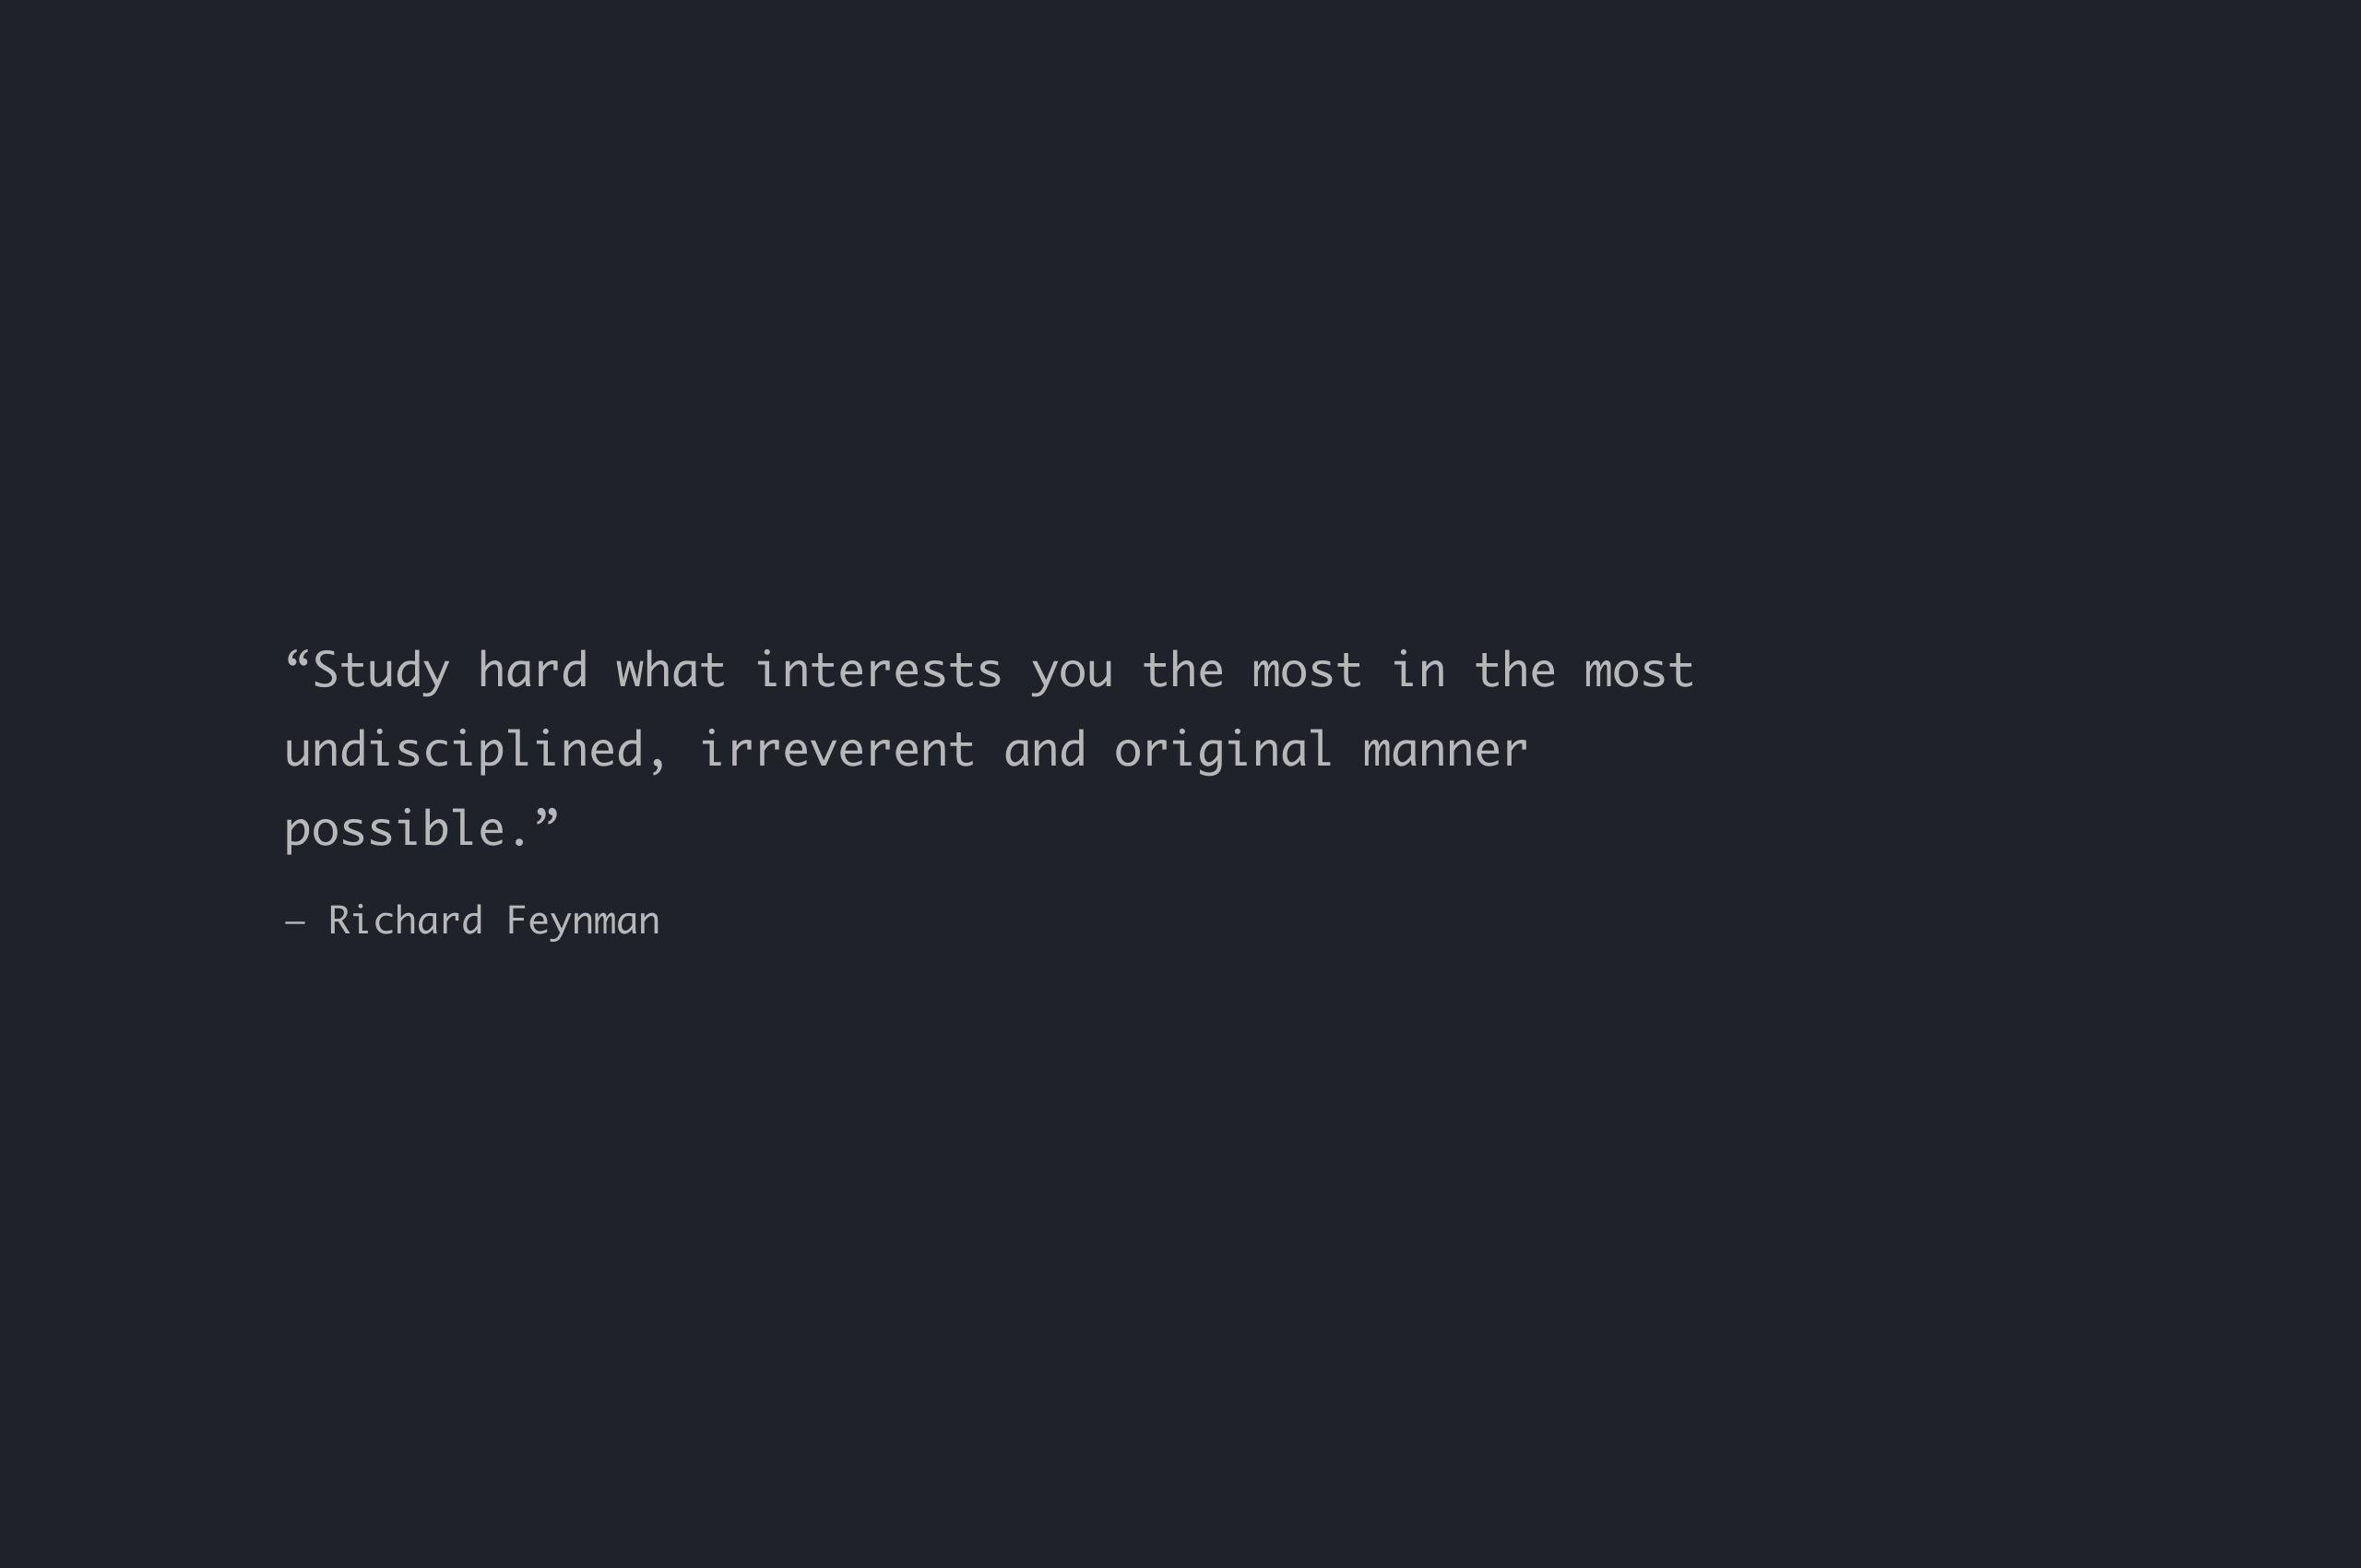 “Study hard what interests you the most in the most
undisciplined, irreverent and original manner
possible.”
— Richard Feynman